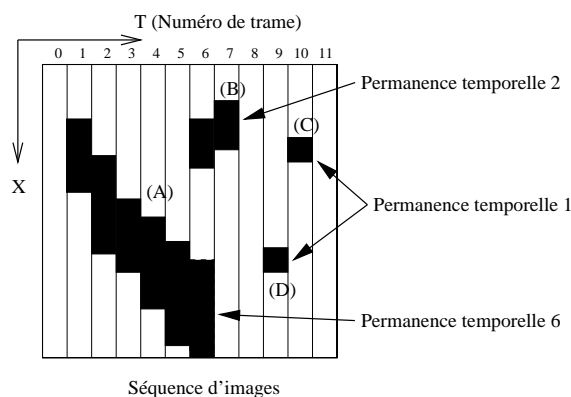 T (Numéro de trame)
0 1 2 3 4 5 6 7 8 9 10 11
(B)
Permanence temporelle 2
(C)
X
(A)
Permanence temporelle 1
(D)
Permanence temporelle 6
Séquence d'images